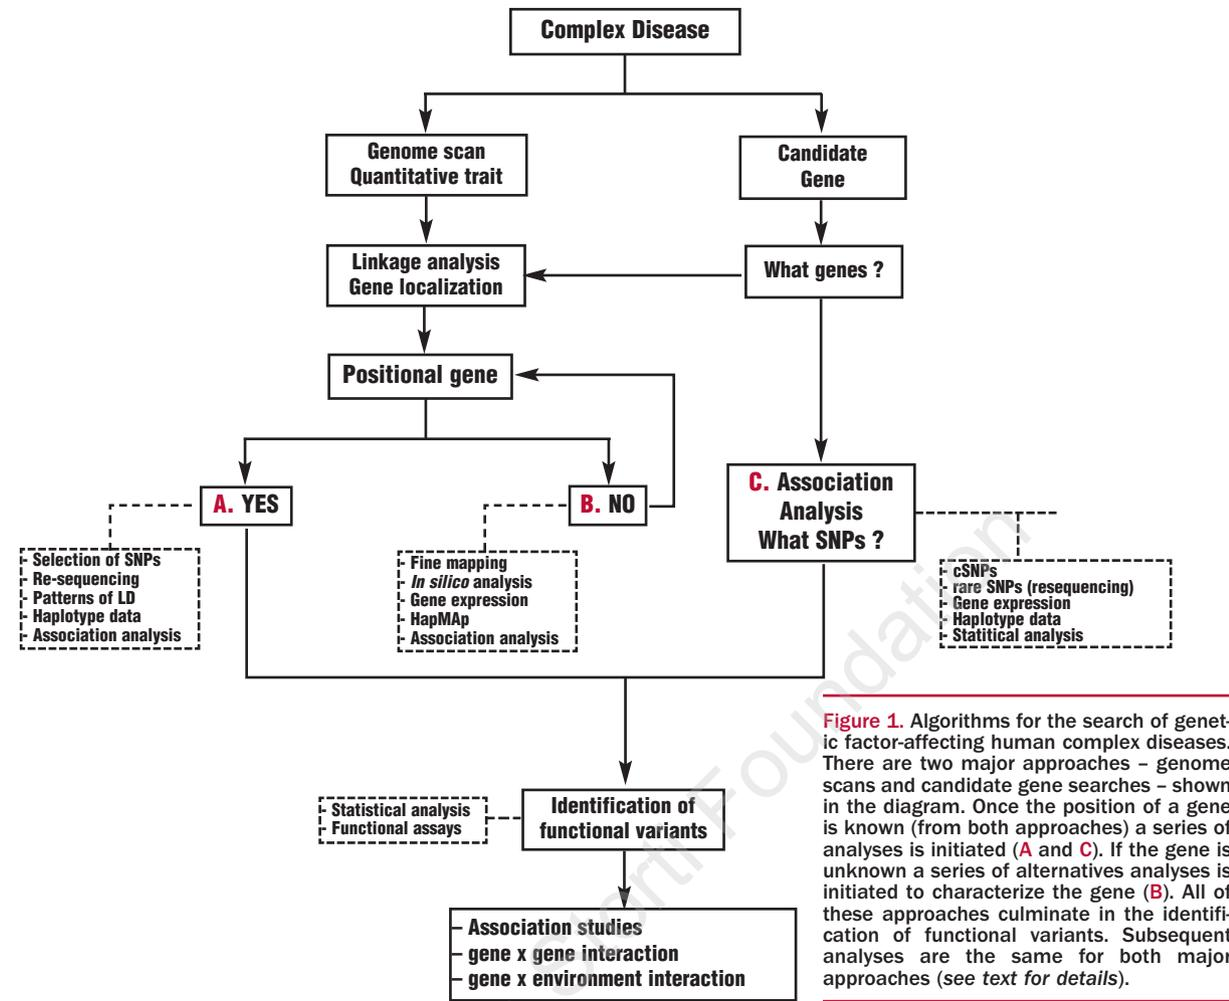 Complex Disease
Genome scan
Quantitative trait
Candidate
Gene
Linkage analysis
Gene localization
What genes ?
Positional gene
A. YES
B. NO
C. Association
Analysis
What SNPs ?
- Selection of SNPs
- Re-sequencing
- Patterns of LD
- Haplotype data
- Association analysis
- Fine mapping
- In silico analysis
- Gene expression
- HapMAp
- Association analysis
- cSNPs
- rare SNPs (resequencing)
- Gene expression
- Haplotype data
- Statitical analysis
- Statistical analysis
- Functional assays
Identification of
functional variants
– Association studies
– gene x gene interaction
– gene x environment interaction
Figure 1. Algorithms for the search of genet-
ic factor-affecting human complex diseases.
There are two major approaches – genome
scans and candidate gene searches – shown
in the diagram. Once the position of a gene
is known (from both approaches) a series of
analyses is initiated (A and C). If the gene is
unknown a series of alternatives analyses is
initiated to characterize the gene (B). All of
these approaches culminate in the identifi-
cation of functional variants. Subsequent
analyses are the same for both major
approaches (see text for details).
Storti Foundation